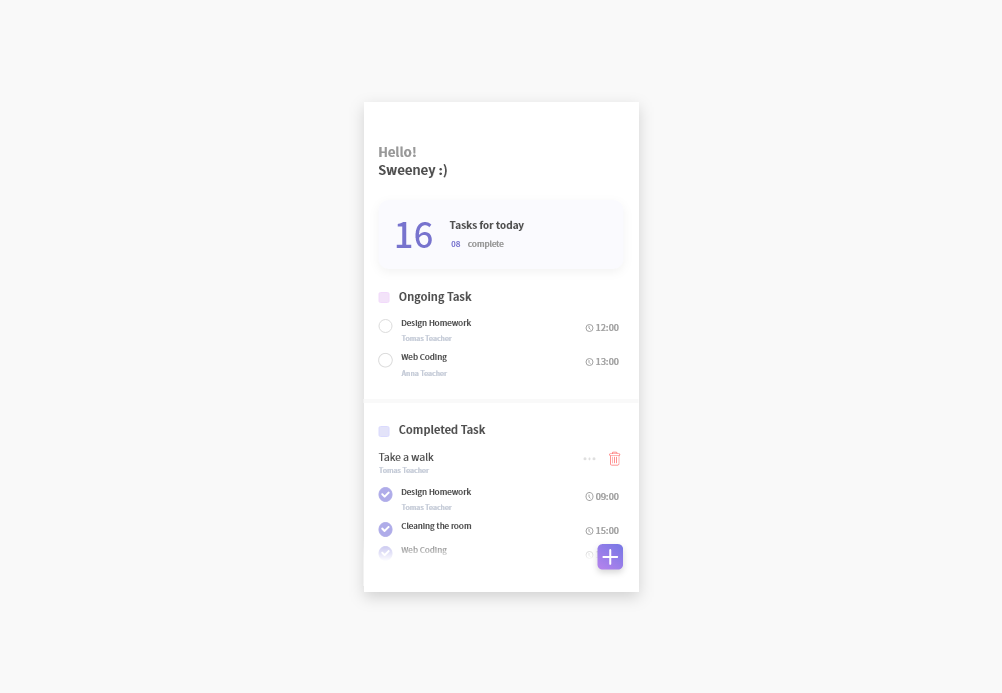 Hello!
Sweeney :)
16
Tasks for today
08 complete
Ongoing Task
Design Homework
12:00
Tomas Teacher
Web Coding
13:00
Anna Teacher
Completed Task
Take a walk
Tomas Teacher
Design Homework
09:00
Tomas Teacher
Cleaning the room
15:00
Web Coding